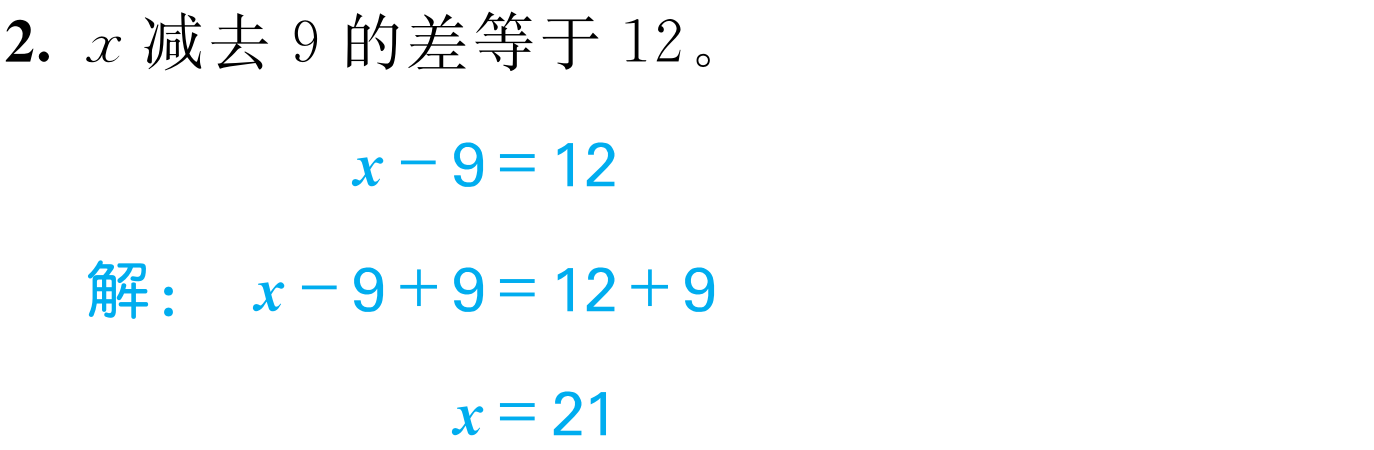 2. x 减去 9 的差等于 12。
x − 9 = 12
解： x − 9 + 9 = 12 + 9
x = 21